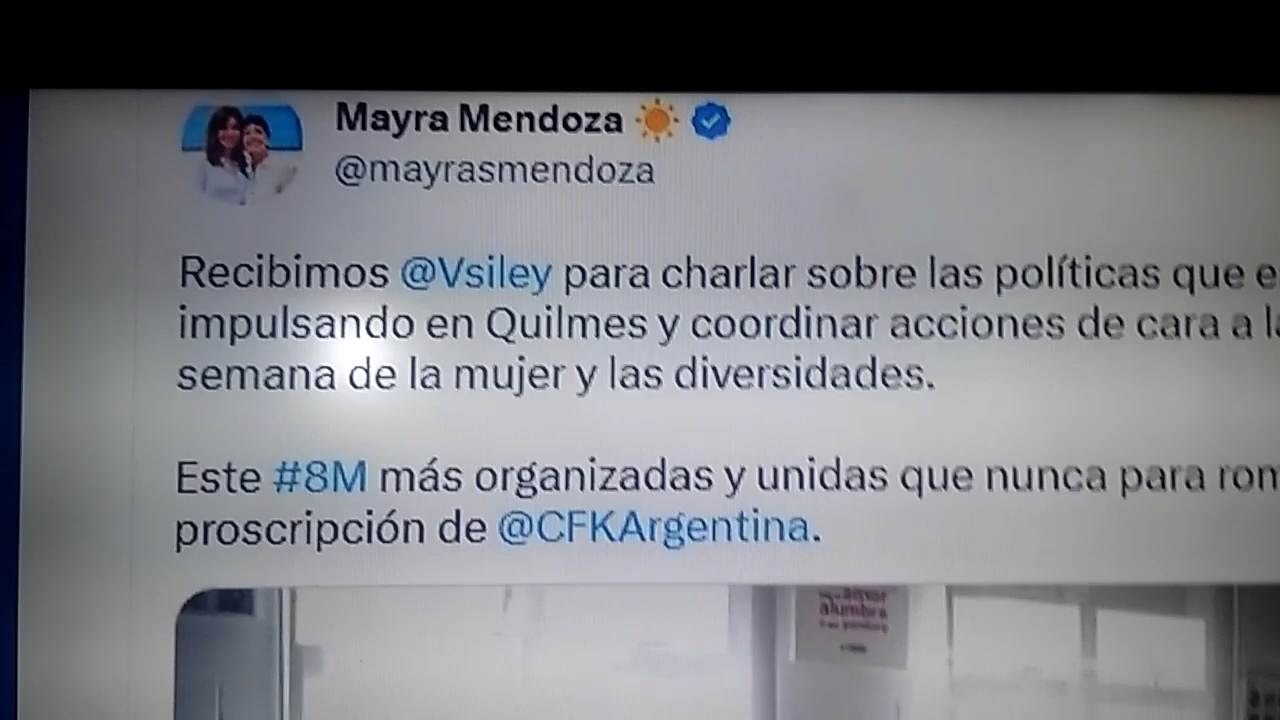 Mayra Mendoza
@mayrasmendoza
Recibimos @Vsiley para charlar sobre las políticas que
impulsando en Quilmes y coordinar acciones de cara a
semana de la mujer y las diversidades.
Este #8M más organizadas y unidas que nunca para
proscripción de @CFKArgentina.
alumbra